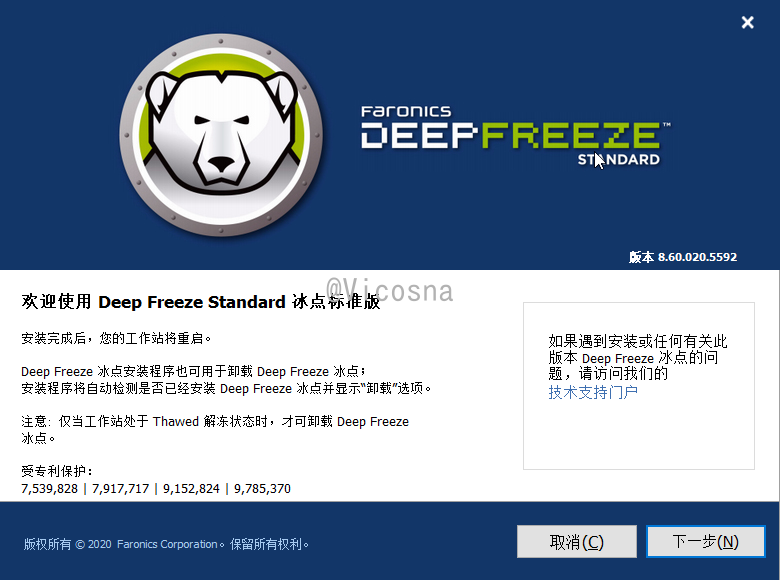 FARONICS
DEEPFREEZE™
STANDARD
版本 8.60.020.5592
@Vicosna
欢迎使用 Deep Freeze Standard 冰点标准版
安装完成后，您的工作站将重启。
Deep Freeze 冰点安装程序也可用于卸载 Deep Freeze 冰点；
安装程序将自动检测是否已经安装 Deep Freeze 冰点并显示“卸载”选项。
注意: 仅当工作站处于 Thawed 解冻状态时，才可卸载 Deep Freeze
冰点。
受专利保护：
7,539,828 | 7,917,717 | 9,152,824 | 9,785,370
如果遇到安装或任何有关此
版本 Deep Freeze 冰点的问
题，请访问我们的
技术支持门户
版权所有 © 2020 Faronics Corporation。保留所有权利。
取消(C)
下一步(N)